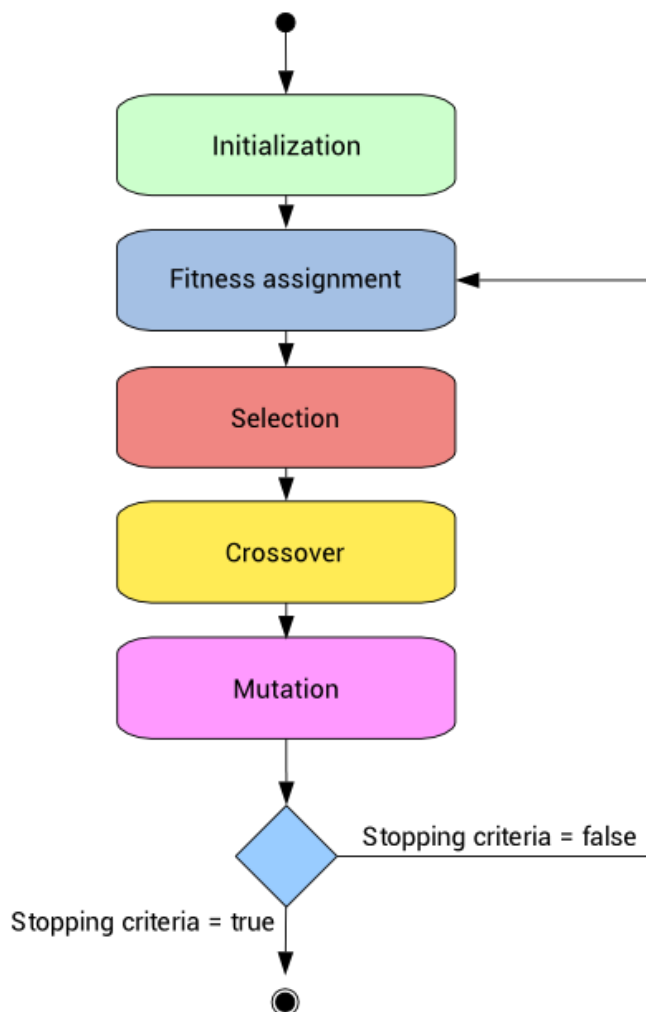 Initialization
Fitness assignment
Selection
Crossover
Mutation
Stopping criteria = false
Stopping criteria = true